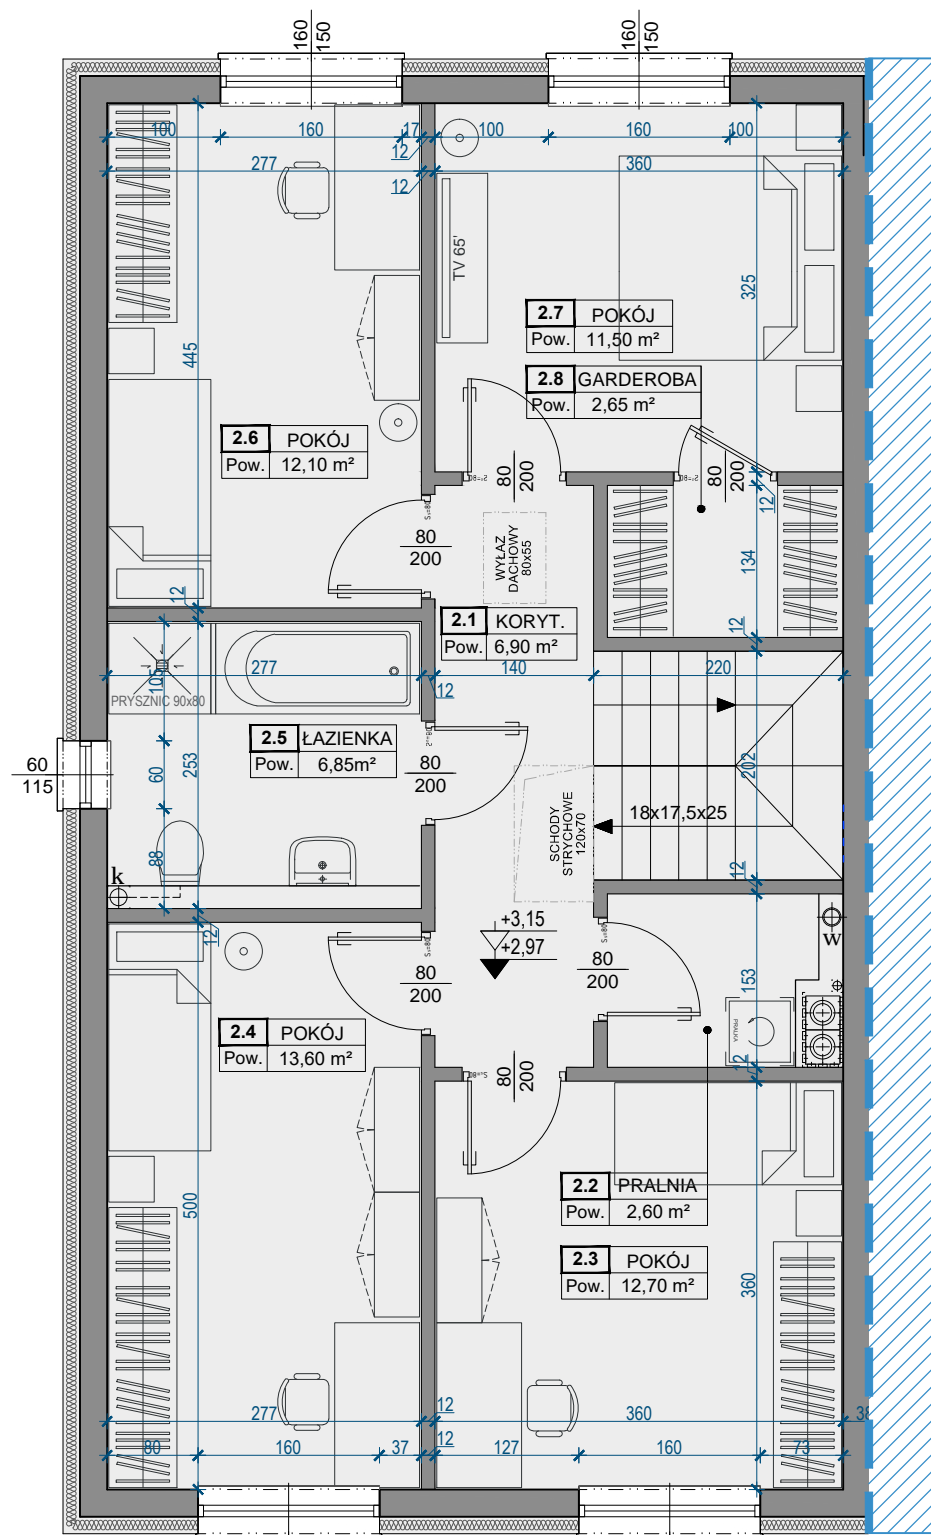 160
150
160
150
100
160
17
12
100
160
100
277
12
360
TV 65'
325
2.7 POKÓJ
Pow. 11,50 m²
445
2.8 GARDEROBA
Pow. 2,65 m²
2.6 POKÓJ
Pow. 12,10 m²
80
200
80
200
12
80
200
WYŁAZ
DACHOWY
80x55
134
12
12
2.1 KORYT.
Pow. 6,90 m²
277
12
140
220
105
PRYSZNIC 90x80
2.5 ŁAZIENKA
Pow. 6,85m²
60
115
60
253
80
200
202
SCHODY
STRYCHOWE
120x70
18x17,5x25
88
k
12
12
+3,15
+2,97
w
80
200
80
200
153
PRALKA
2.4 POKÓJ
Pow. 13,60 m²
12
80
200
2.2 PRALNIA
Pow. 2,60 m²
500
2.3 POKÓJ
Pow. 12,70 m²
360
277
12
360
38
80
160
37
12
127
160
73